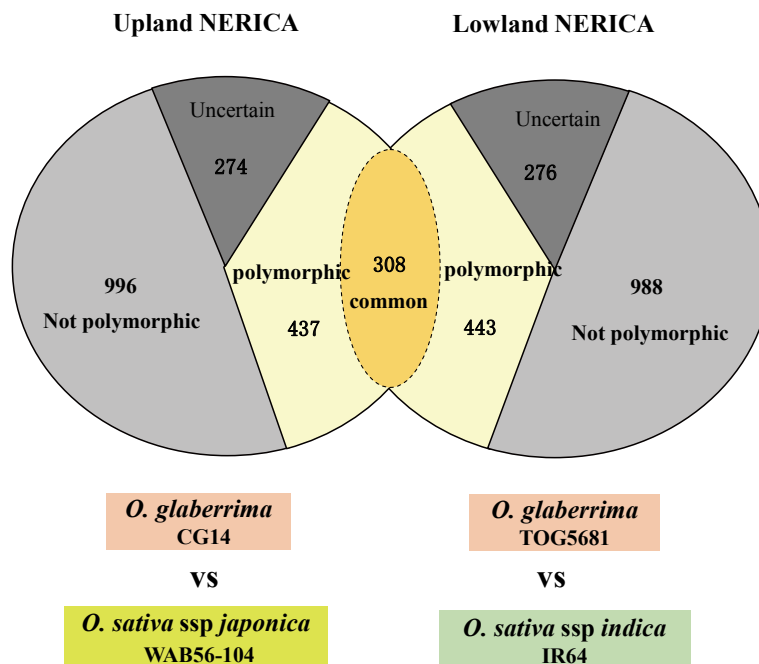 Upland NERICA
Lowland NERICA
Uncertain
274
Uncertain
276
996
Not polymorphic
polymorphic
437
308
common
polymorphic
443
988
Not polymorphic
O. glaberrima
CG14
vs
O. sativa ssp japonica
WAB56-104
O. glaberrima
TOG5681
vs
O. sativa ssp indica
IR64